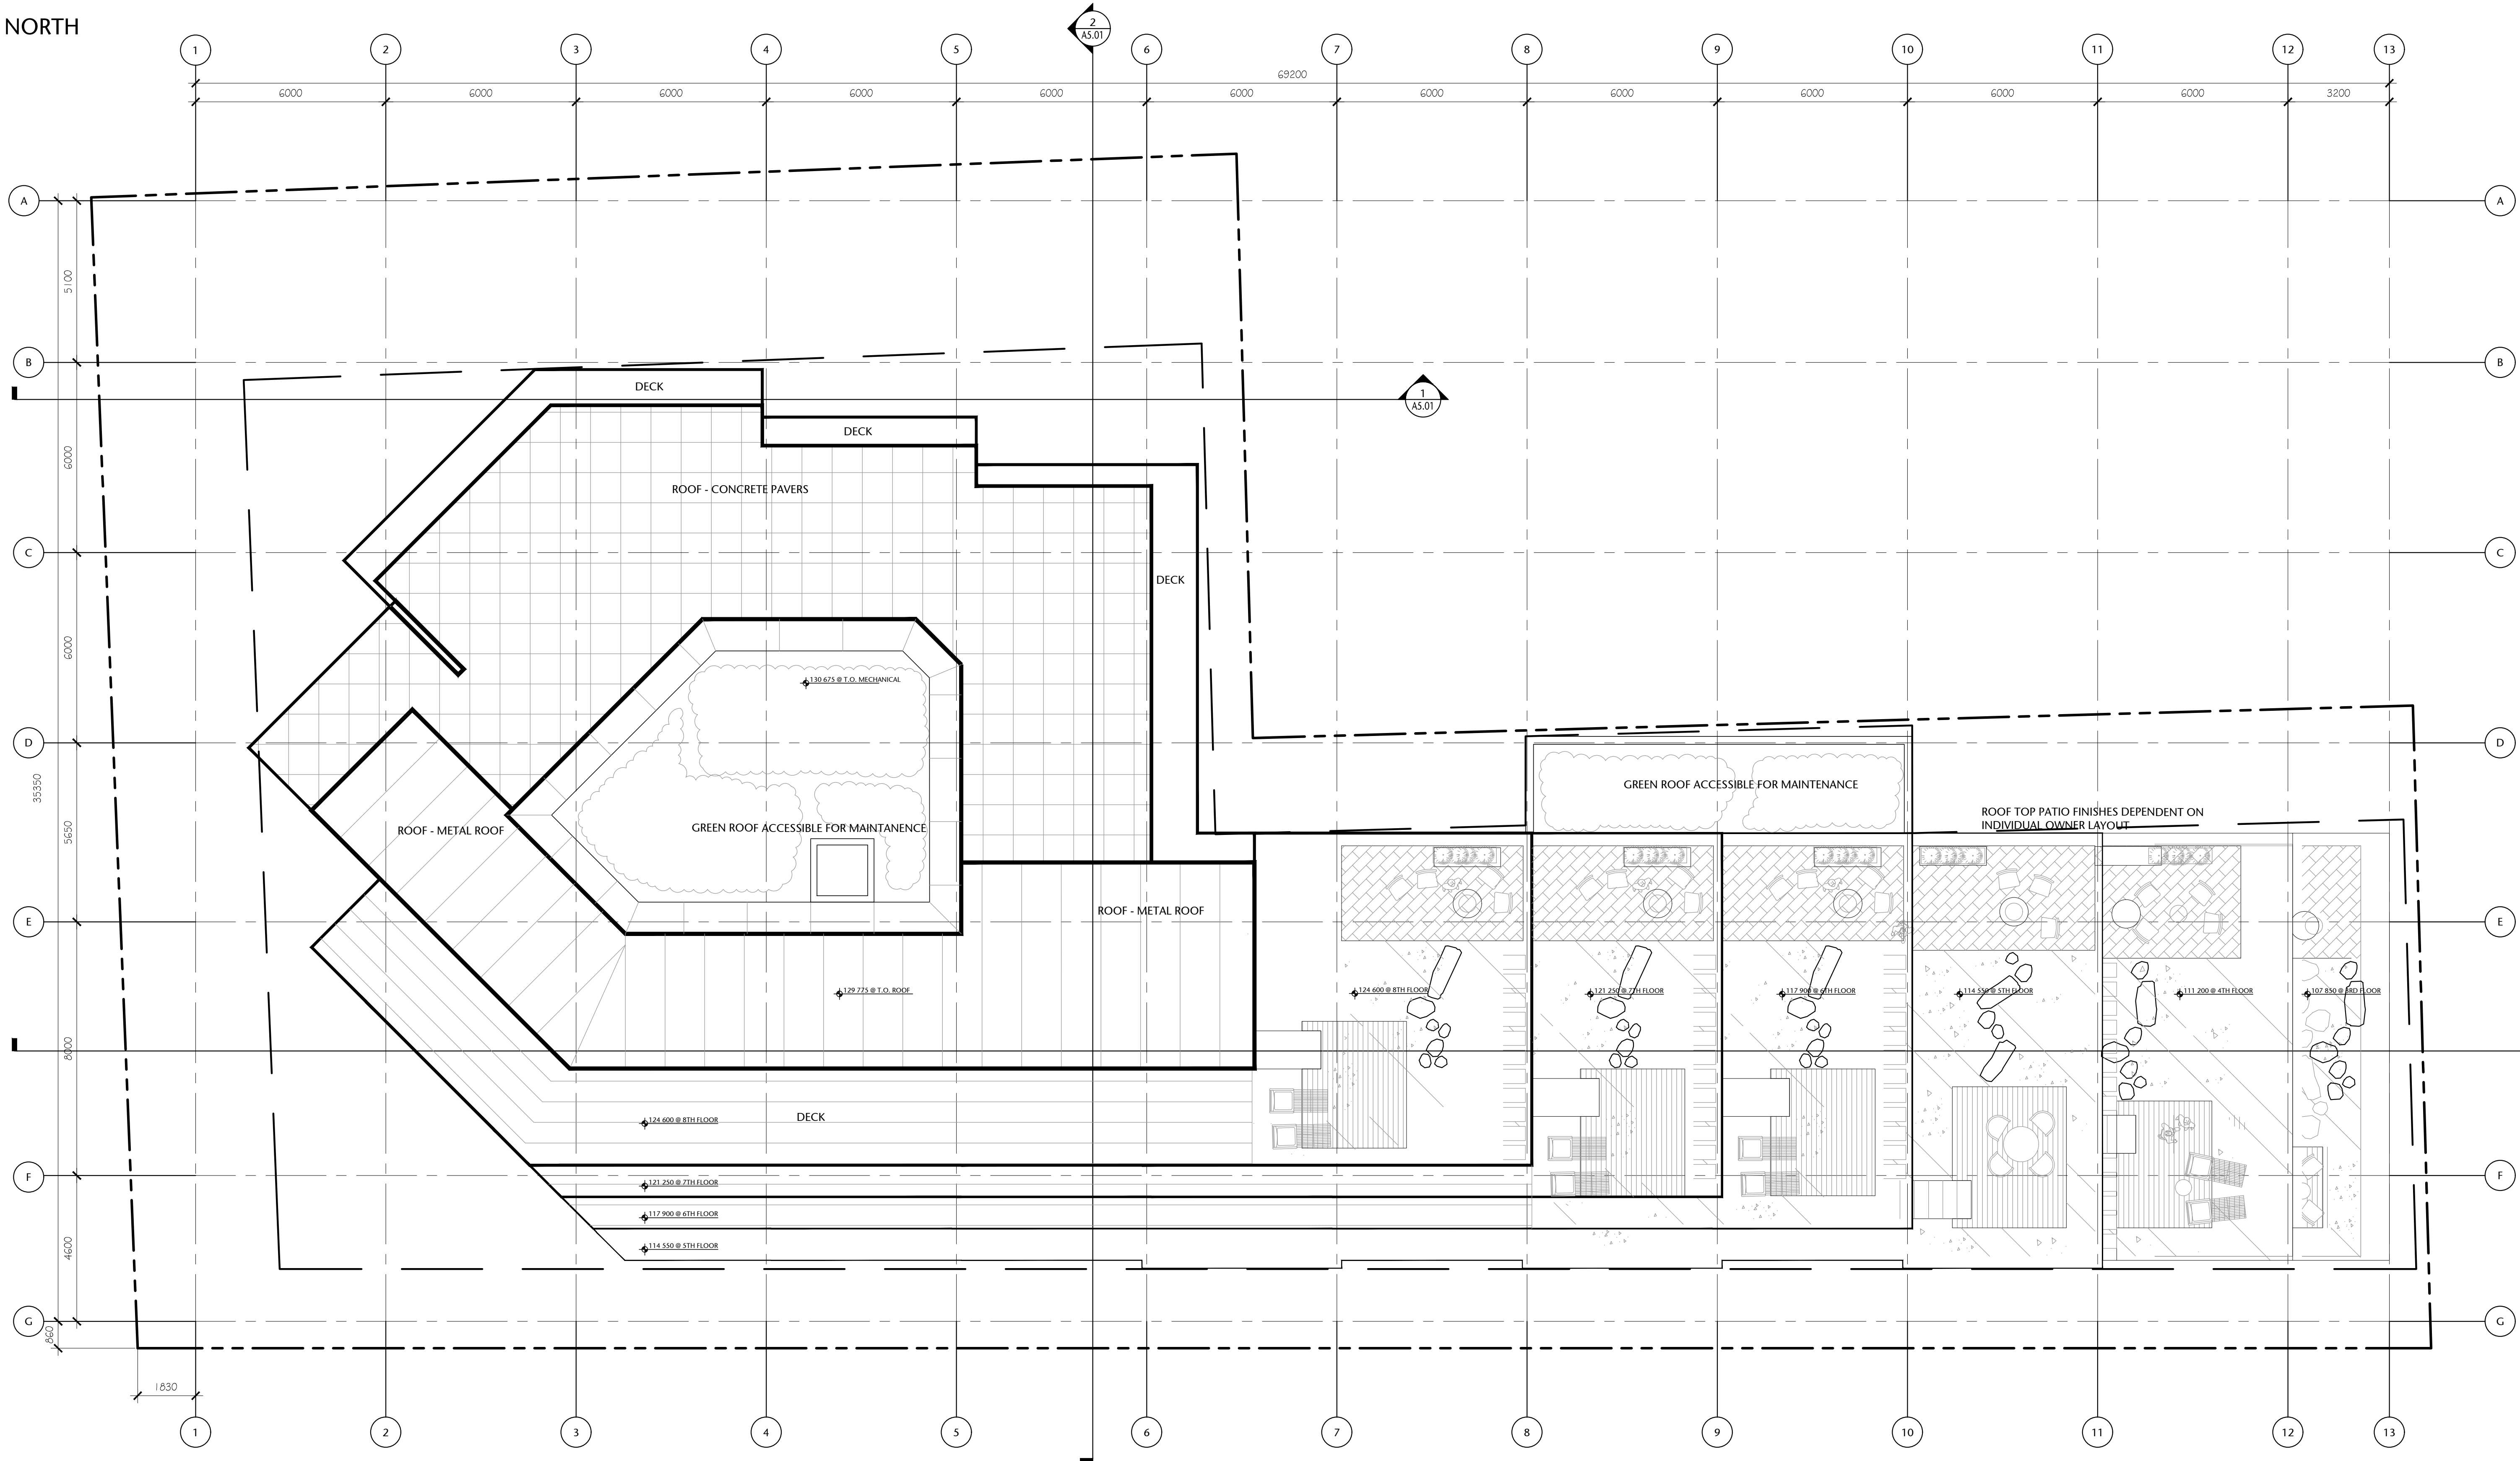 NORTH
2
A5.01
1 2 3 4 5 6 7 8 9 10 11 12 13
69200
6000 6000 6000 6000 6000 6000 6000 6000 6000 6000 6000 3200
A A
5100
B B
DECK
1
A5.01
DECK
6000
ROOF - CONCRETE PAVERS
C C
DECK
6000
130 675 @ T.O. MECHANICAL
D D
35350
GREEN ROOF ACCESSIBLE FOR MAINTENANCE
ROOF TOP PATIO FINISHES DEPENDENT ON
INDIVIDUAL OWNER LAYOUT
5650
ROOF - METAL ROOF
GREEN ROOF ACCESSIBLE FOR MAINTANENCE
ROOF - METAL ROOF
E E
129 775 @ T.O. ROOF
124 600 @ 8TH FLOOR
121 250 @ 7TH FLOOR
117 900 @ 6TH FLOOR
114 550 @ 5TH FLOOR
111 200 @ 4TH FLOOR
107 850 @ 3RD FLOOR
8000
124 600 @ 8TH FLOOR
DECK
F F
121 250 @ 7TH FLOOR
117 900 @ 6TH FLOOR
114 550 @ 5TH FLOOR
4600
G G
860
1830
1 2 3 4 5 6 7 8 9 10 11 12 13